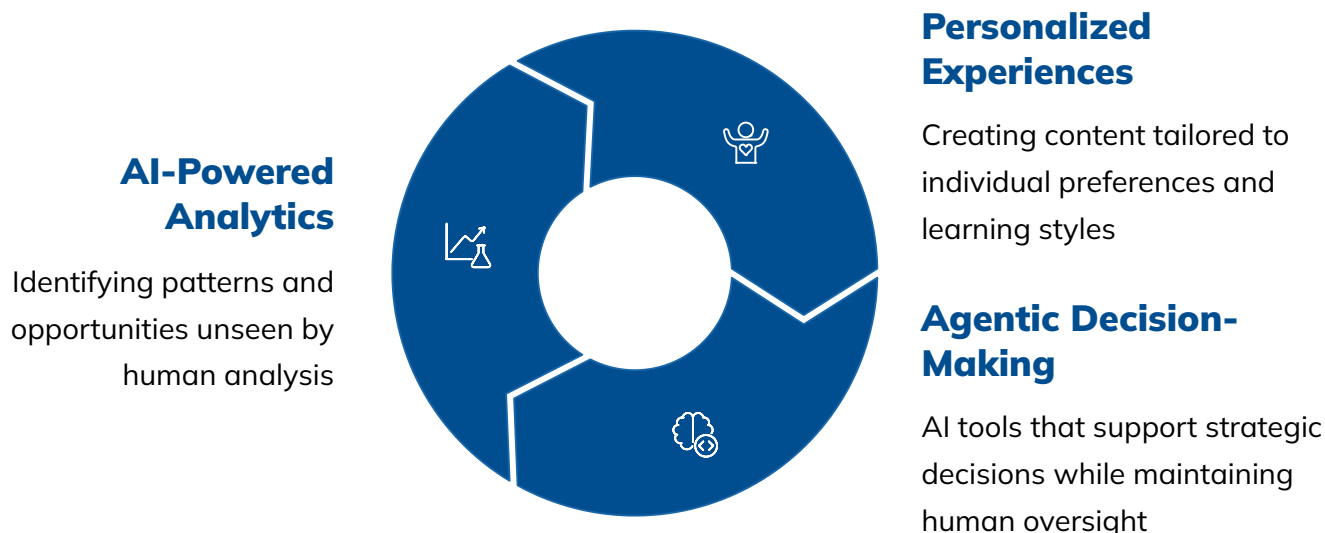 Personalized
Experiences
Creating content tailored to
individual preferences and
learning styles
AI-Powered
Analytics
Identifying patterns and
opportunities unseen by
human analysis
Agentic Decision-
Making
AI tools that support strategic
decisions while maintaining
human oversight